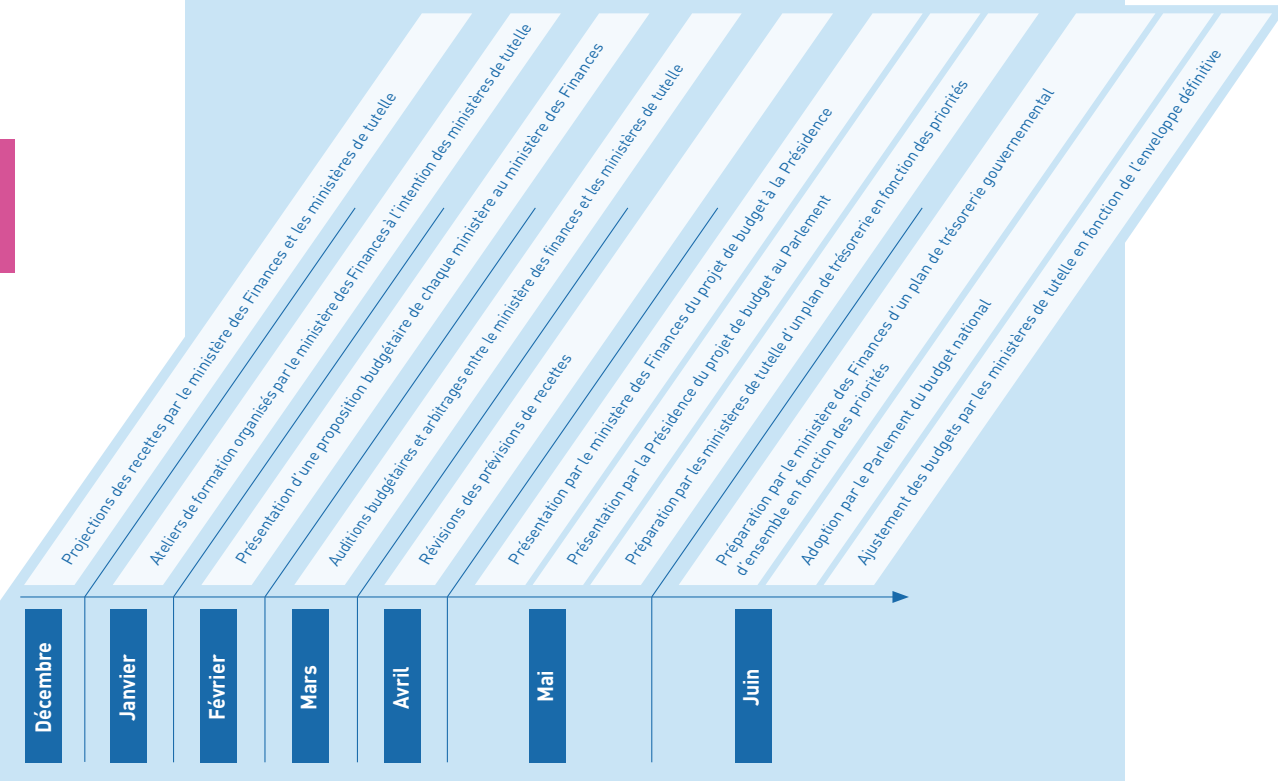 Projections des recettes par le ministère des Finances et les ministères de tutelle
Ateliers de formation organisés par le ministère des Finances à l'intention des ministères de tutelle
Présentation d'une proposition budgétaire de chaque ministère au ministère des Finances
Auditions budgétaires et arbitrages entre le ministère des finances et les ministères de tutelle
Révisions des prévisions de recettes
Présentation par le ministère des Finances du projet de budget à la Présidence
Présentation par la Présidence du projet de budget au Parlement
Préparation par les ministères de tutelle d'un plan de trésorerie en fonction des priorités
Préparation par le ministère des Finances d'un plan de trésorerie gouvernemental
d'ensemble en fonction des priorités
Adoption par le Parlement du budget national
Ajustement des budgets par les ministères de tutelle en fonction de l'enveloppe définitive
Décembre
Janvier
Février
Mars
Avril
Mai
Juin